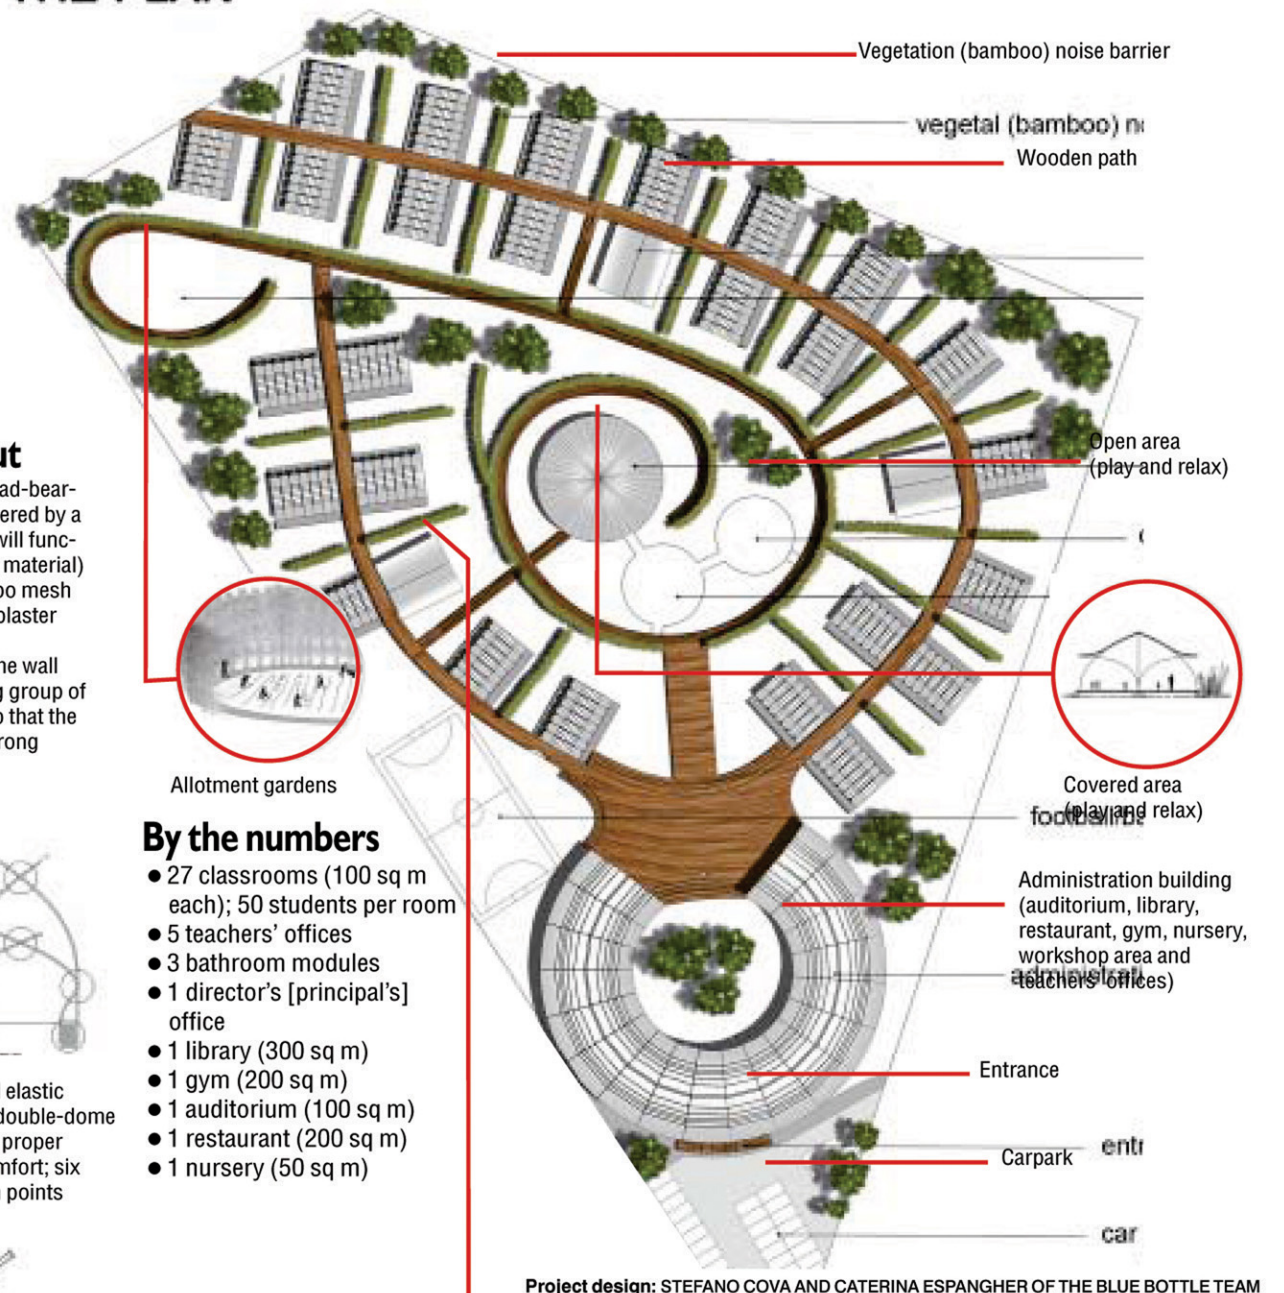 THE PLAN
Vegetation (bamboo) noise barrier
vegetal (bamboo)
Wooden path
Open area
(play and relax)
ad-bear-
ered by a
will func-
material)
oo mesh
plaster
he wall
g group of
o that the
rong
Allotment gardens
Covered area
(play and relax)
By the numbers
● 27 classrooms (100 sq m
each); 50 students per room
● 5 teachers' offices
● 3 bathroom modules
● 1 director's [principal's]
office
● 1 library (300 sq m)
● 1 gym (200 sq m)
● 1 auditorium (100 sq m)
● 1 restaurant (200 sq m)
● 1 nursery (50 sq m)
Administration building
(auditorium, library,
restaurant, gym, nursery,
workshop area and
teachers' offices)
administrati
Entrance
entr
Carpark
car
elastic
double-dome
proper
mfort; six
points
Project design: STEFANO COVA AND CATERINA ESPANGHER OF THE BLUE BOTTLE TEAM